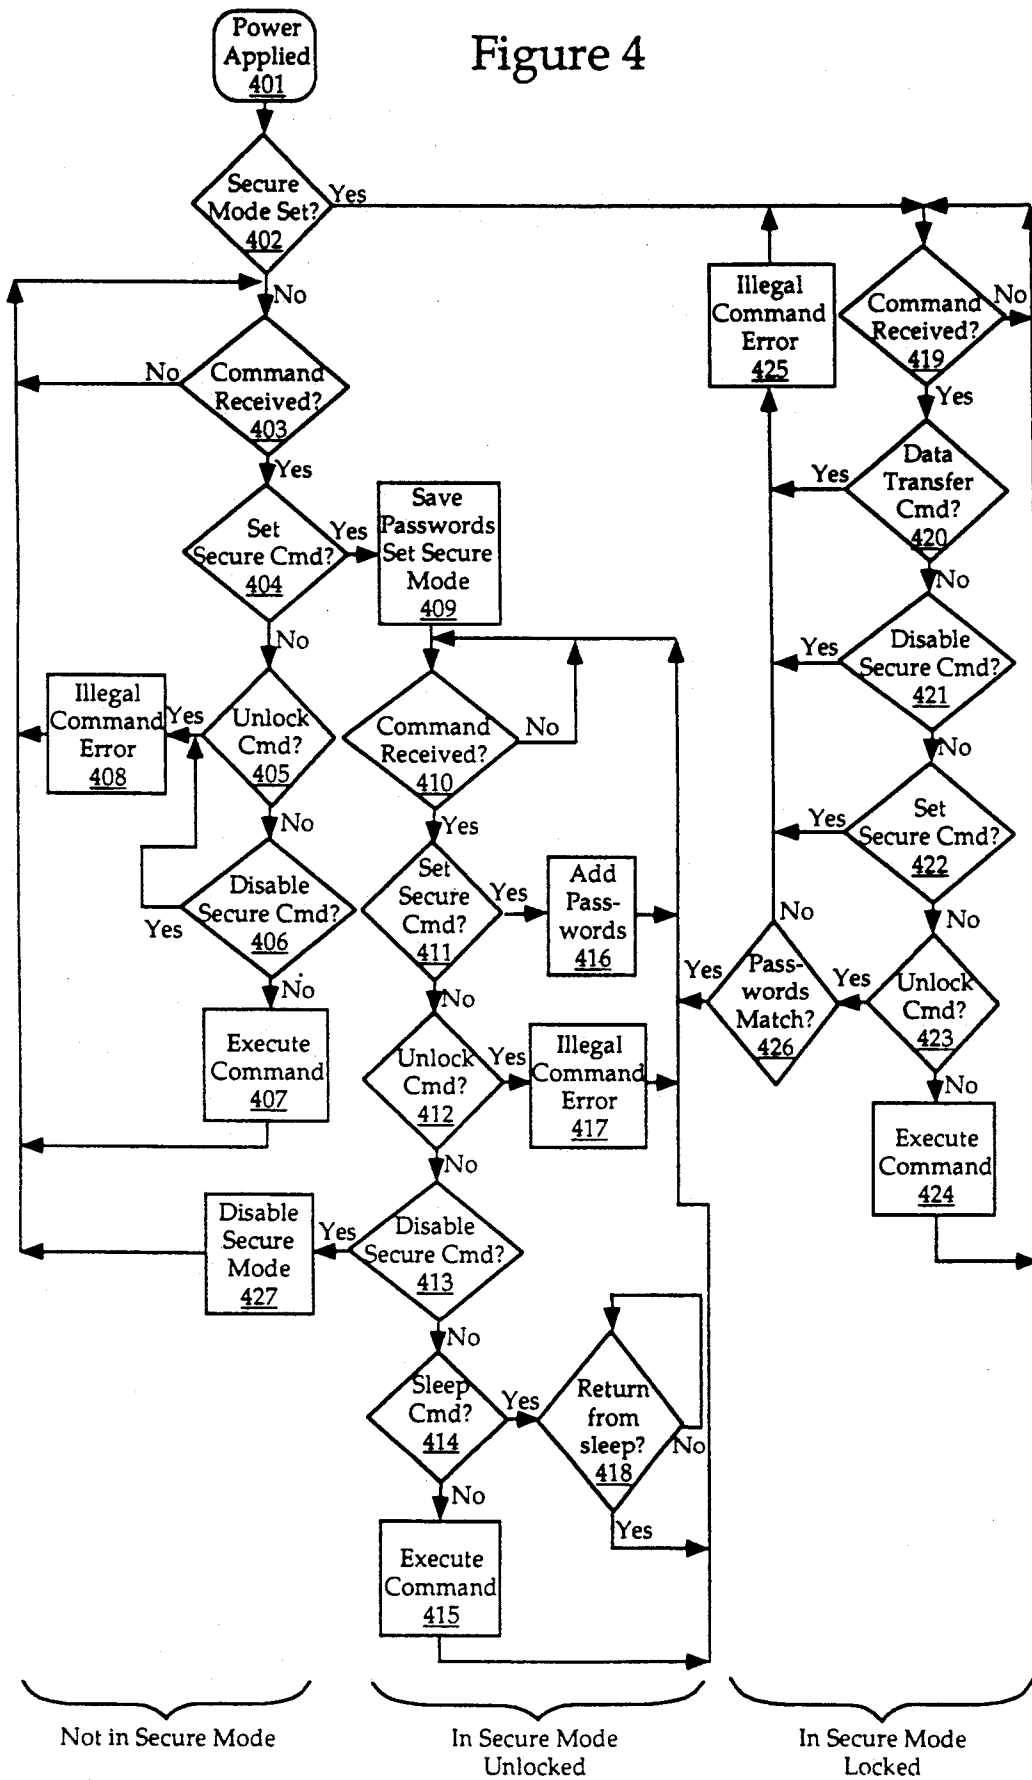 Figure 4
Power
Applied
401
Secure
Mode Set?
402
Yes
No
Command
Received?
403
No
Yes
Set
Secure Cmd?
404
Yes
No
Save
Passwords
Set Secure
Mode
409
Unlock
Cmd?
405
Yes
No
Illegal
Command
Error
408
Disable
Secure Cmd?
406
Yes
No
Execute
Command
407
Command
Received?
410
No
Yes
Set
Secure
Cmd?
411
Yes
No
Add
Pass-
words
416
Unlock
Cmd?
412
Yes
No
Illegal
Command
Error
417
Disable
Secure Cmd?
413
Yes
No
Disable
Secure
Mode
427
Sleep
Cmd?
414
Yes
No
Return
from
sleep?
418
No
Yes
Execute
Command
415
Illegal
Command
Error
425
Command
Received?
419
No
Yes
Data
Transfer
Cmd?
420
Yes
No
Disable
Secure Cmd?
421
Yes
No
Set
Secure Cmd?
422
Yes
No
Unlock
Cmd?
423
Yes
No
Pass-
words
Match?
426
No
Yes
Execute
Command
424
Not in Secure Mode
In Secure Mode
Unlocked
In Secure Mode
Locked